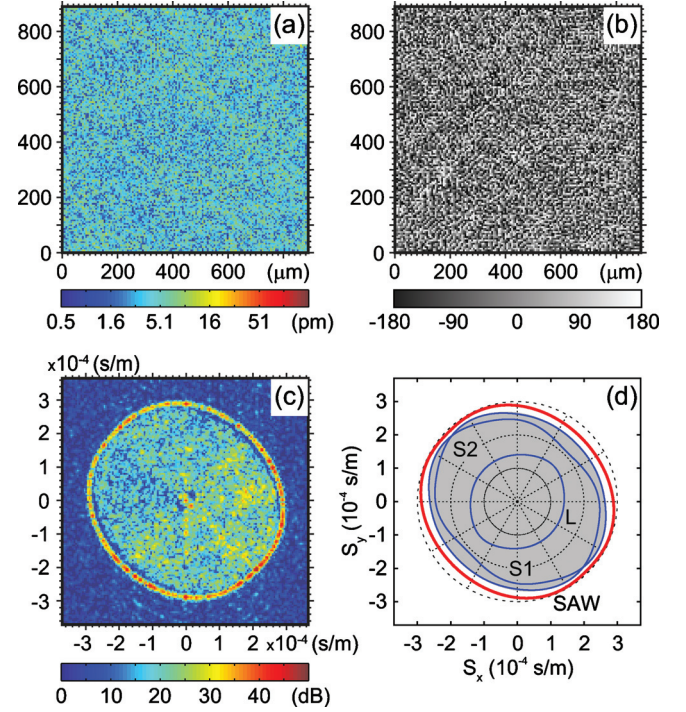 (a)
800
600
400
200
0
0 200 400 600 (μm)
0.5 1.6 5.1 16 51 (pm)
(b)
800
600
400
200
0
0 200 400 600 (μm)
-180 -90 0 90 180
×10⁻⁴ (s/m)
(c)
3
2
1
0
-1
-2
-3
-3 -2 -1 0 1 2 ×10⁻⁴ (s/m)
0 10 20 30 40 (dB)
(d)
S2
L
S1
SAW
3
2
1
0
-1
-2
-3
S_y (10⁻⁴ s/m)
-3 -2 -1 0 1 2 3
S_x (10⁻⁴ s/m)